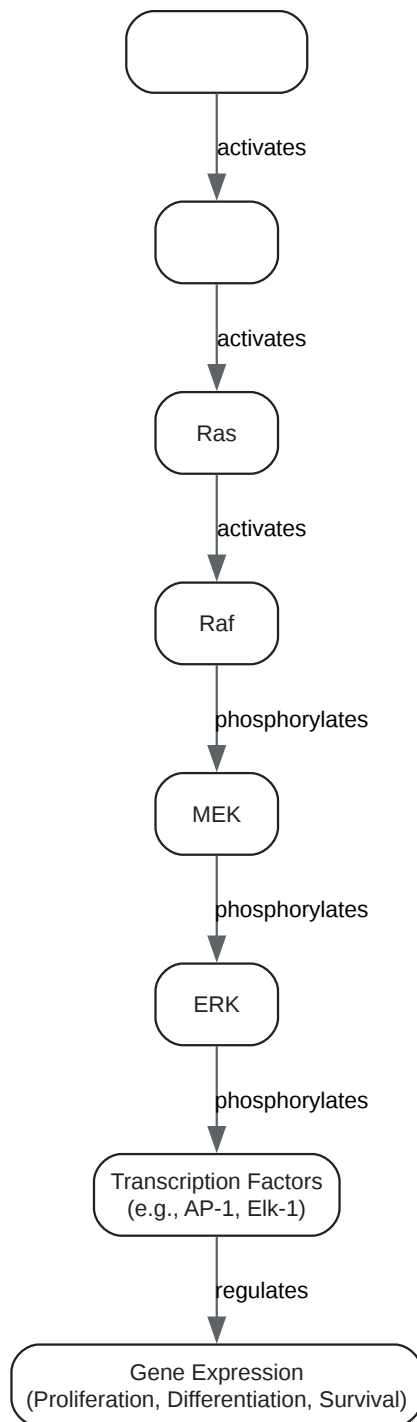 activates
activates
Ras
activates
Raf
phosphorylates
MEK
phosphorylates
ERK
phosphorylates
Transcription Factors
(e.g., AP-1, Elk-1)
regulates
Gene Expression
(Proliferation, Differentiation, Survival)